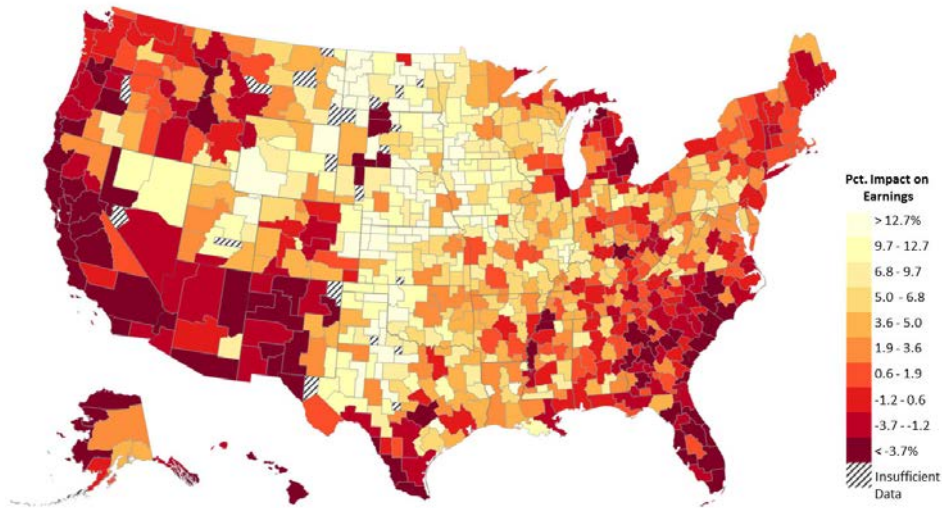 Pct. Impact on
Earnings
> 12.7%
9.7 - 12.7
6.8 - 9.7
5.0 - 6.8
3.6 - 5.0
1.9 - 3.6
0.6 - 1.9
-1.2 - 0.6
-3.7 - -1.2
< -3.7%
Insufficient
Data